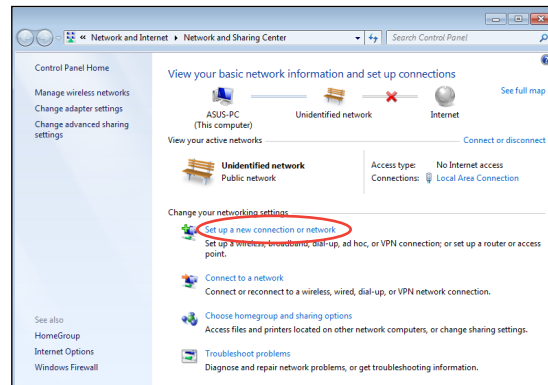 « Network and Internet ▸ Network and Sharing Center
Search Control Panel
Control Panel Home
Manage wireless networks
Change adapter settings
Change advanced sharing
settings
View your basic network information and set up connections
See full map
ASUS-PC
(This computer)
Unidentified network
Internet
View your active networks
Connect or disconnect
Unidentified network
Public network
Access type: No Internet access
Connections: Local Area Connection
Change your networking settings
Set up a new connection or network
Set up a wireless, broadband, dial-up, ad hoc, or VPN connection; or set up a router or access
point.
Connect to a network
Connect or reconnect to a wireless, wired, dial-up, or VPN network connection.
Choose homegroup and sharing options
Access files and printers located on other network computers, or change sharing settings.
Troubleshoot problems
Diagnose and repair network problems, or get troubleshooting information.
See also
HomeGroup
Internet Options
Windows Firewall